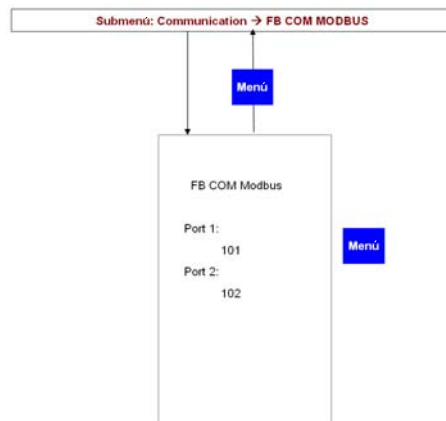 Submenú: Communication → FB COM MODBUS
Menú
FB COM Modbus
Port 1:
Menú
101
Port 2:
102